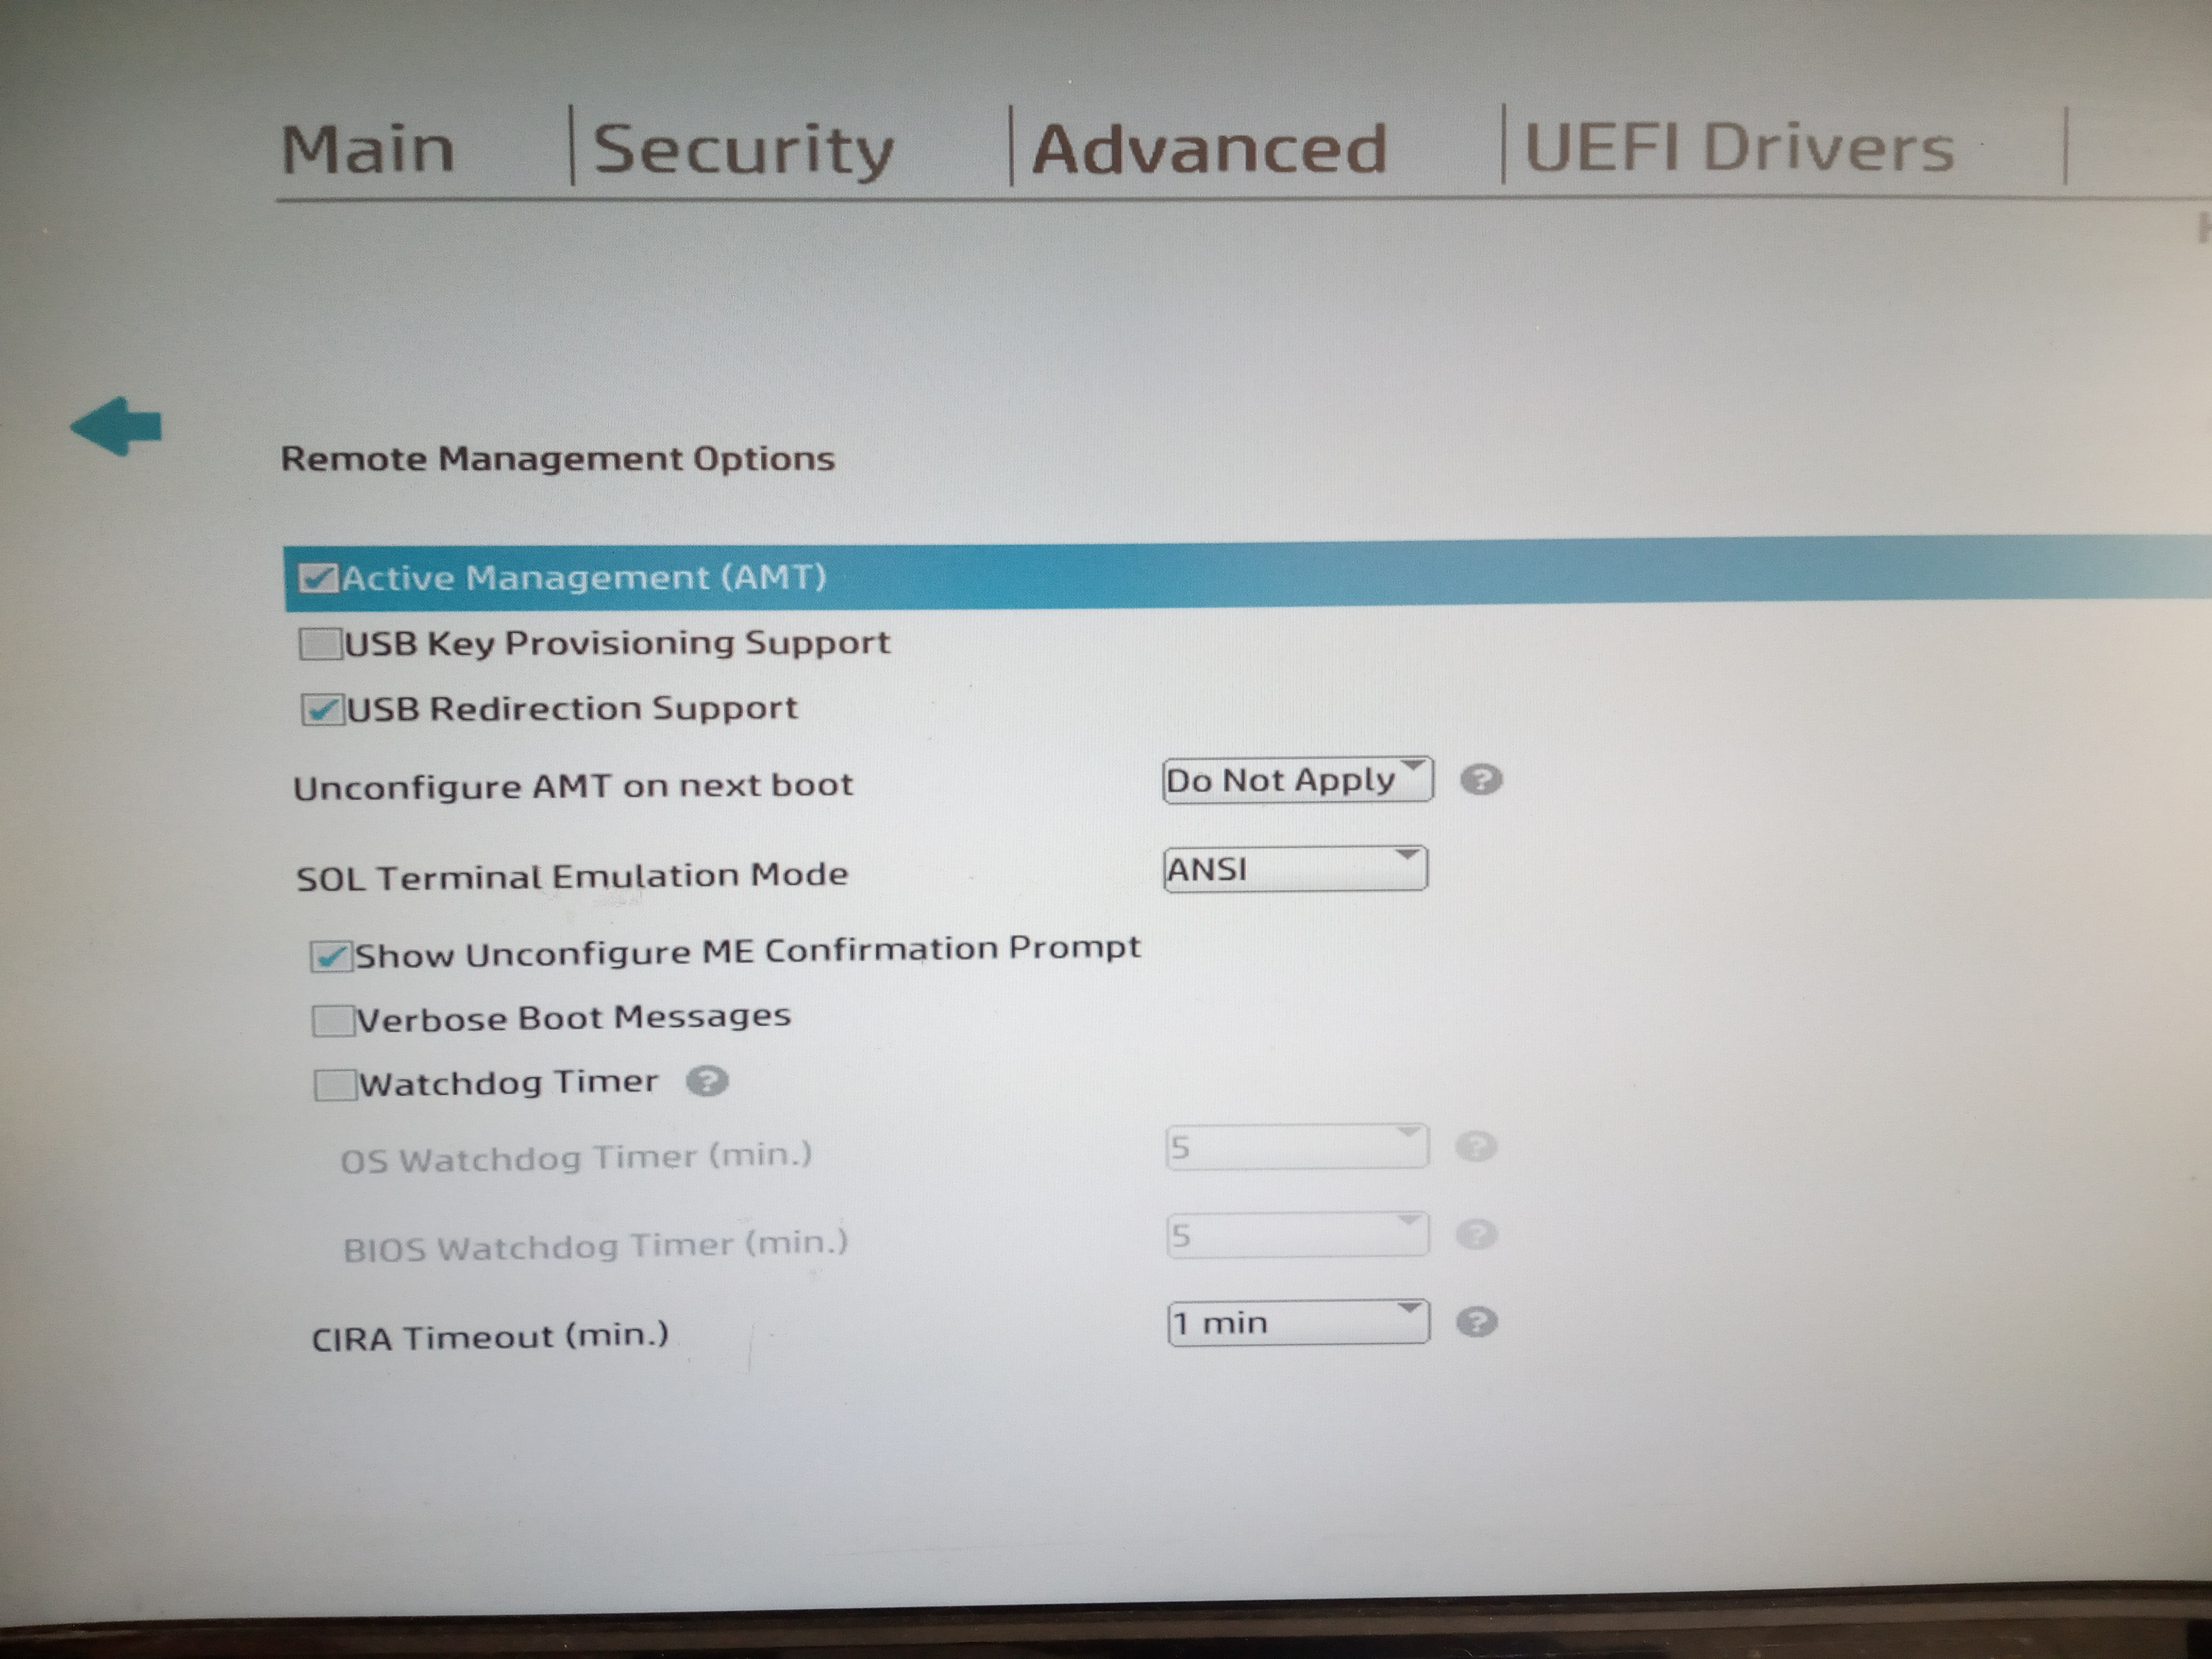 Main Security Advanced UEFI Drivers
Remote Management Options
Active Management (AMT)
USB Key Provisioning Support
USB Redirection Support
Unconfigure AMT on next boot Do Not Apply ?
SOL Terminal Emulation Mode ANSI
Show Unconfigure ME Confirmation Prompt
Verbose Boot Messages
Watchdog Timer ?
OS Watchdog Timer (min.) 5 ?
BIOS Watchdog Timer (min.) 5 ?
CIRA Timeout (min.) 1 min ?